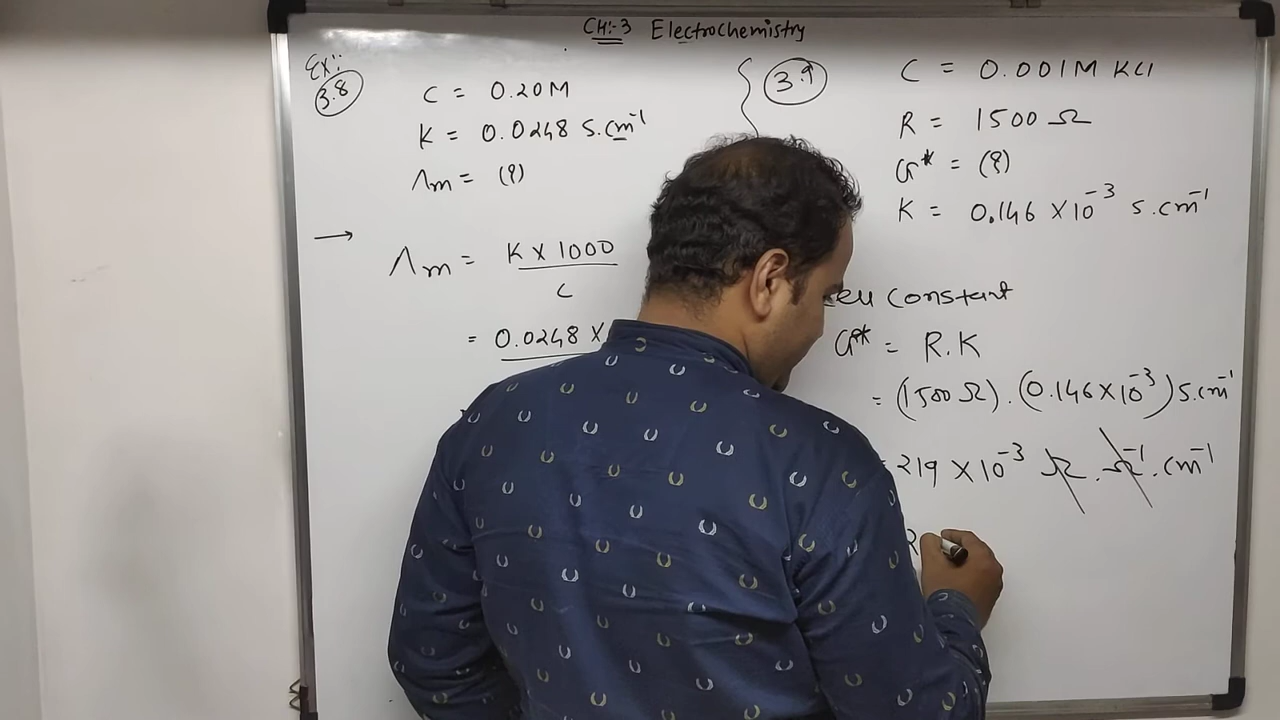 CH:-3 Electrochemistry
Ex:-
3.8
C = 0.20M
K = 0.0248 S.cm⁻¹
Λm = (?)
→ Λm = K X 1000
C
= 0.0248 X
3.9
C = 0.001M KCl
R = 1500 Ω
G* = (?)
K = 0.146 X 10⁻³ S.cm⁻¹
constant
G* = R.K
= (1500 Ω).(0.146 X 10⁻³) S.cm⁻¹
219 X 10⁻³ Ω.Ω⁻¹.cm⁻¹